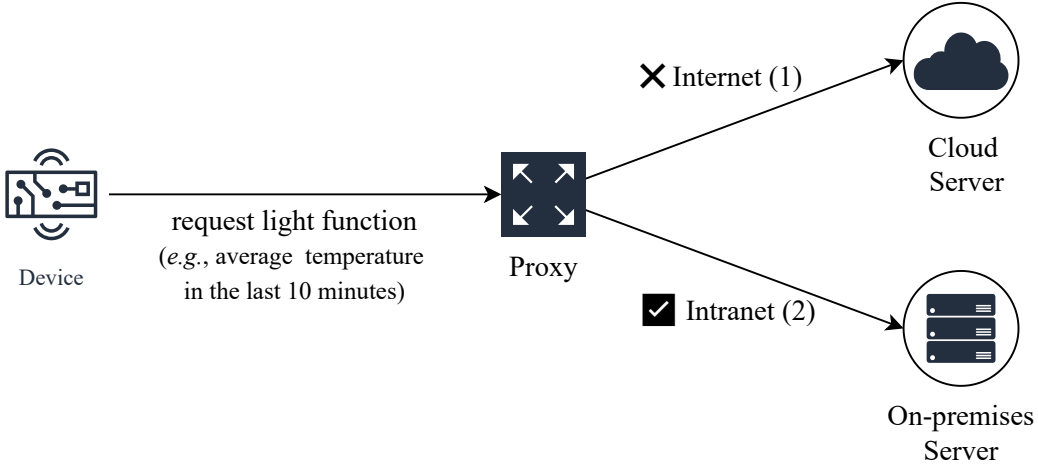 Internet (1)
Cloud
Server
request light function
(e.g., average temperature
in the last 10 minutes)
Device
Proxy
Intranet (2)
On-premises
Server